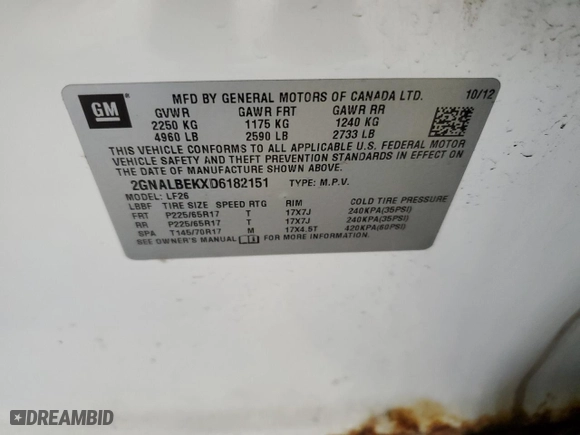 GM
MFD BY GENERAL MOTORS OF CANADA LTD.
10/12
GVWR GAWR FRT GAWR RR
2250 KG 1175 KG 1240 KG
4960 LB 2590 LB 2733 LB
THIS VEHICLE CONFORMS TO ALL APPLICABLE U.S. FEDERAL MOTOR
VEHICLE SAFETY AND THEFT PREVENTION STANDARDS IN EFFECT ON
THE DATE OF MANUFACTURE SHOWN ABOVE.
2GNALBEKXD6182151 TYPE: M.P.V.
MODEL: LF26
LBBF TIRE SIZE SPEED RTG RIM COLD TIRE PRESSURE
FRT P225/65R17 T 17X7J 240KPA(35PSI)
RR P225/65R17 T 17X7J 240KPA(35PSI)
SPA T145/70R17 M 17X4.5T 420KPA(60PSI)
SEE OWNER'S MANUAL FOR MORE INFORMATION.
DREAMBID